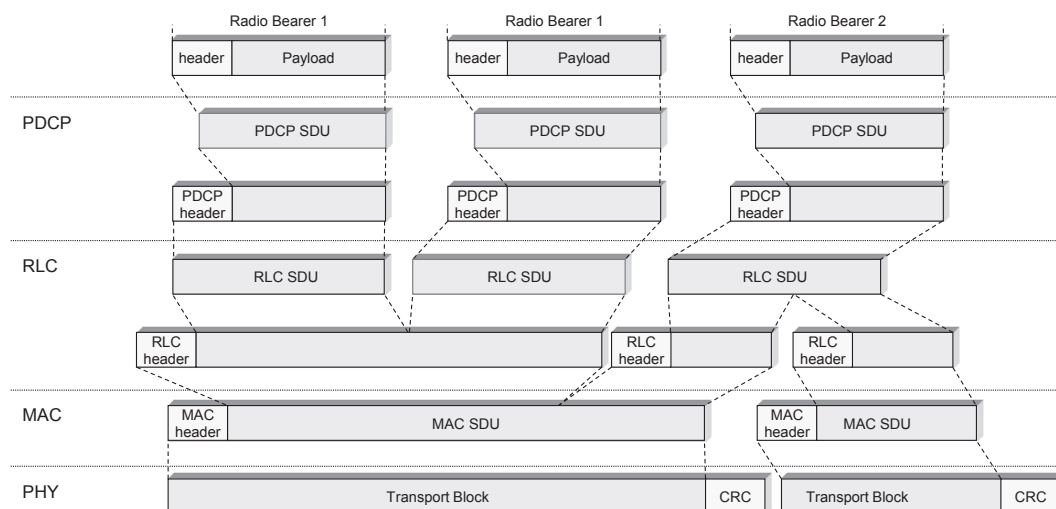 Radio Bearer 1 Radio Bearer 1 Radio Bearer 2
header Payload header Payload header Payload
PDCP
PDCP SDU PDCP SDU PDCP SDU
PDCP header PDCP header PDCP header
RLC
RLC SDU RLC SDU RLC SDU
RLC header RLC header RLC header
MAC
MAC header MAC SDU MAC header MAC SDU
PHY
Transport Block CRC Transport Block CRC